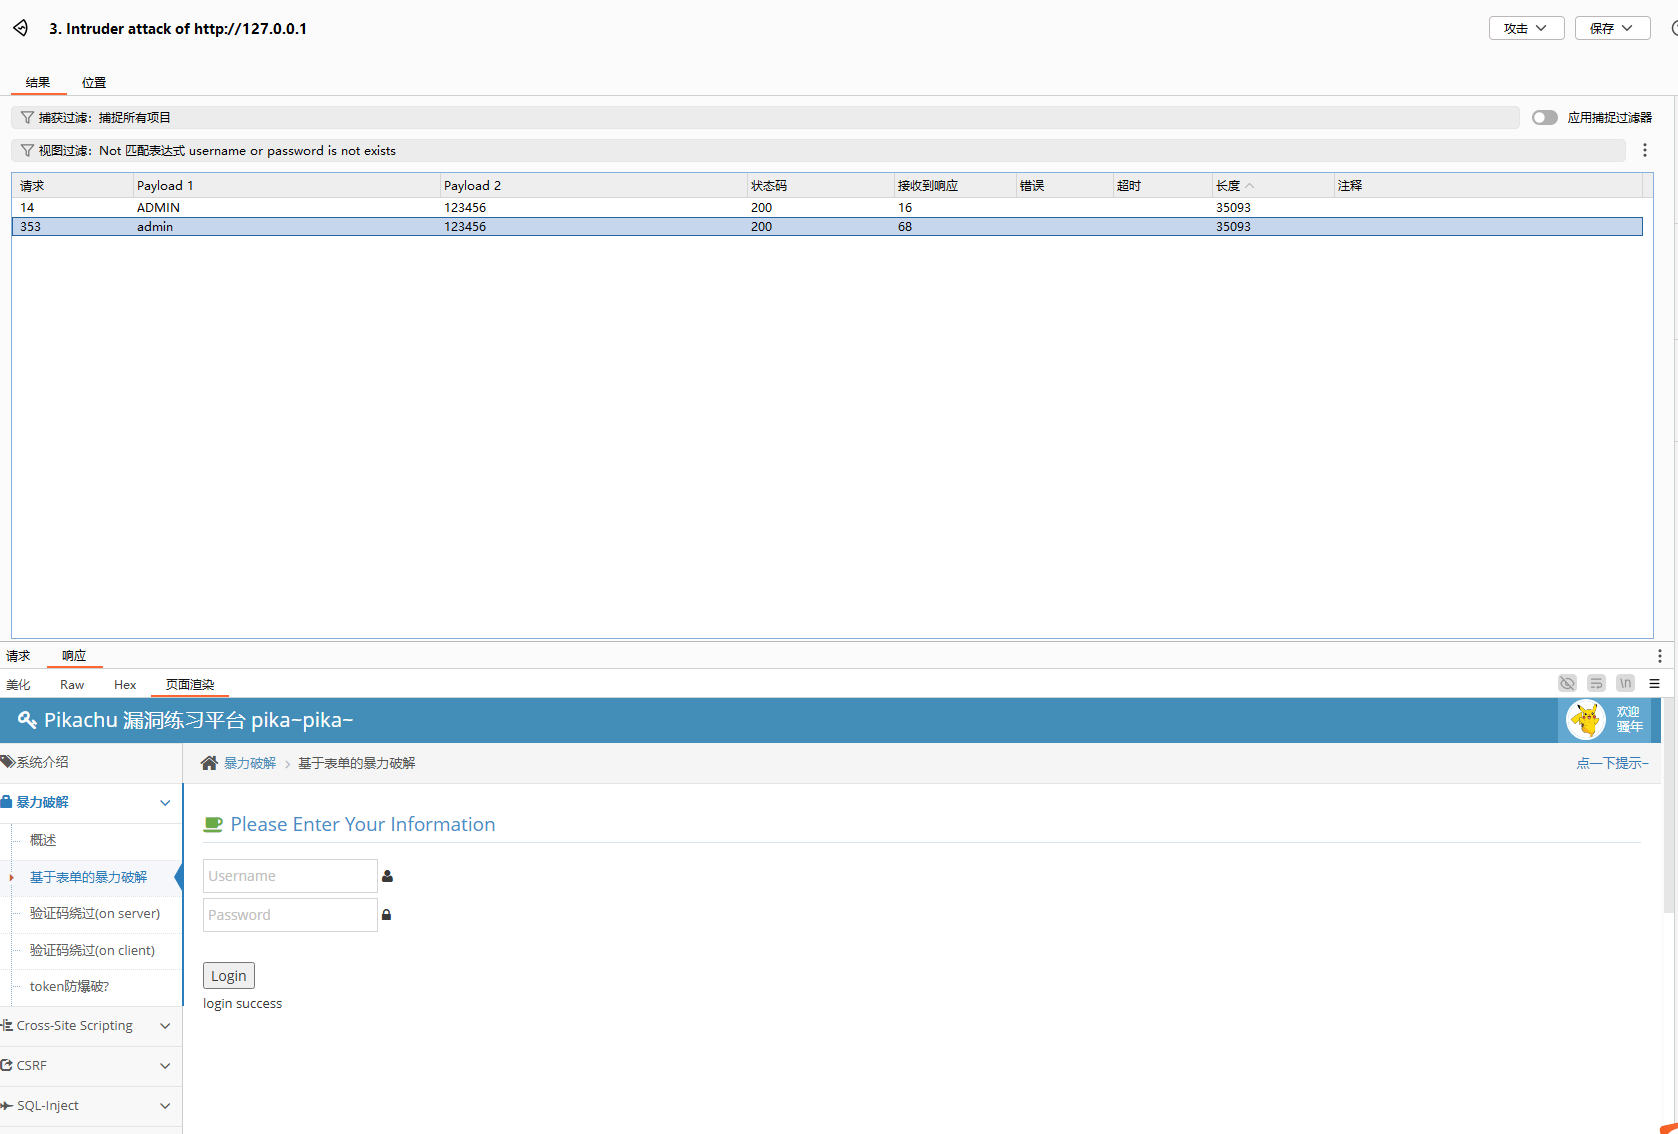 3. Intruder attack of http://127.0.0.1
攻击
保存
结果 位置
捕获过滤：捕捉所有项目
应用捕捉过滤器
视图过滤：Not 匹配表达式 username or password is not exists
请求 Payload 1 Payload 2 状态码 接收到响应 错误 超时 长度 注释
14 ADMIN 123456 200 16 35093
353 admin 123456 200 68 35093
请求 响应
美化 Raw Hex 页面渲染
\n
Pikachu 漏洞练习平台 pika~pika~
欢迎
骚年
系统介绍
暴力破解 › 基于表单的暴力破解
点一下提示~
暴力破解
概述
基于表单的暴力破解
验证码绕过(on server)
验证码绕过(on client)
token防爆破?
Cross-Site Scripting
CSRF
SQL-Inject
Please Enter Your Information
Username
Password
Login
login success